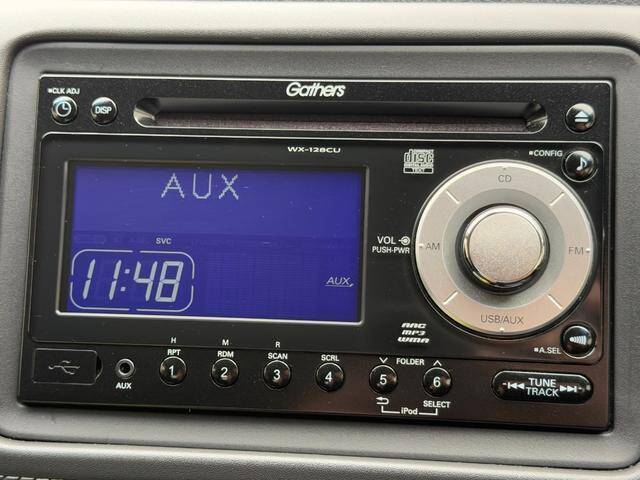 Gathers
CLK ADJ
DISP
WX-128CU
disc
TEXT
CONFIG
CD
AUX
VOL
PUSH-PWR
AM
FM
SVC
11:48
AUX
USB/AUX
AAC
MP3
WMA
A.SEL
H M R
RPT RDM SCAN SCRL FOLDER
1 2 3 4 5 6
AUX
TUNE
TRACK
SELECT
iPod